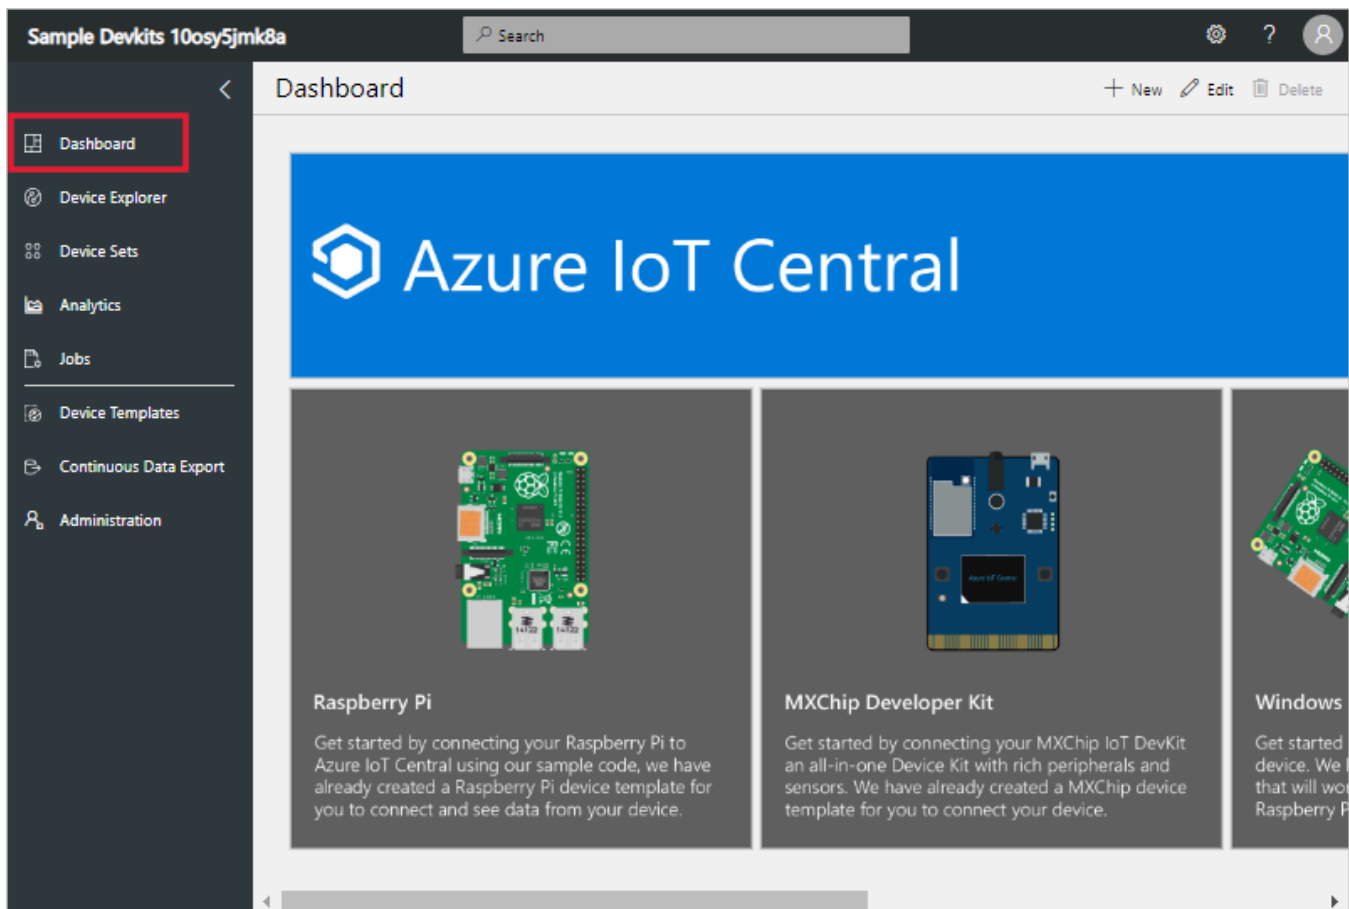 Sample Devkits 10osy5jmk8a
Search
?
Dashboard
New
Edit
Delete
Dashboard
Device Explorer
Device Sets
Analytics
Jobs
Device Templates
Continuous Data Export
Administration
Azure IoT Central
14122
14122
Azure IoT Central
Raspberry Pi
Get started by connecting your Raspberry Pi to
Azure IoT Central using our sample code, we have
already created a Raspberry Pi device template for
you to connect and see data from your device.
MXChip Developer Kit
Get started by connecting your MXChip IoT DevKit
an all-in-one Device Kit with rich peripherals and
sensors. We have already created a MXChip device
template for you to connect your device.
Windows
Get started
device. We
that will
Raspberry P